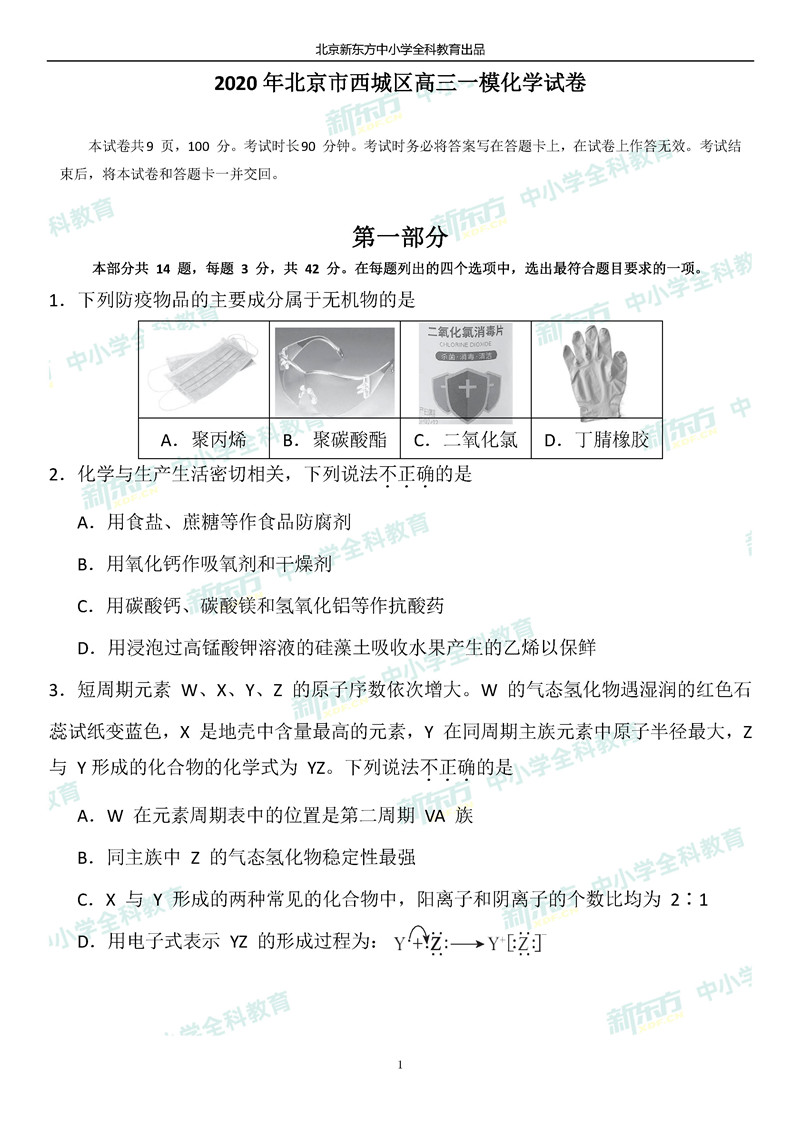 北京新东方中小学全科教育出品
2020 年北京市西城区高三一模化学试卷
本试卷共9 页，100 分。考试时长90 分钟。考试时务必将答案写在答题卡上，在试卷上作答无效。考试结
束后，将本试卷和答题卡一并交回。
第一部分
本部分共 14 题，每题 3 分，共 42 分。在每题列出的四个选项中，选出最符合题目要求的一项。
1．下列防疫物品的主要成分属于无机物的是
二氧化氯消毒片
CHLORINE DIOXIDE
杀菌·消毒·清洁
A．聚丙烯 B．聚碳酸酯 C．二氧化氯 D．丁腈橡胶
2．化学与生产生活密切相关，下列说法不正确的是
A．用食盐、蔗糖等作食品防腐剂
B．用氧化钙作吸氧剂和干燥剂
C．用碳酸钙、碳酸镁和氢氧化铝等作抗酸药
D．用浸泡过高锰酸钾溶液的硅藻土吸收水果产生的乙烯以保鲜
3．短周期元素 W、X、Y、Z 的原子序数依次增大。W 的气态氢化物遇湿润的红色石
蕊试纸变蓝色，X 是地壳中含量最高的元素，Y 在同周期主族元素中原子半径最大，Z
与 Y 形成的化合物的化学式为 YZ。下列说法不正确的是
A．W 在元素周期表中的位置是第二周期 VA 族
B．同主族中 Z 的气态氢化物稳定性最强
C．X 与 Y 形成的两种常见的化合物中，阳离子和阴离子的个数比均为 2∶1
D．用电子式表示 YZ 的形成过程为：Y·+·Z:→Y⁺[:Z:]⁻
1